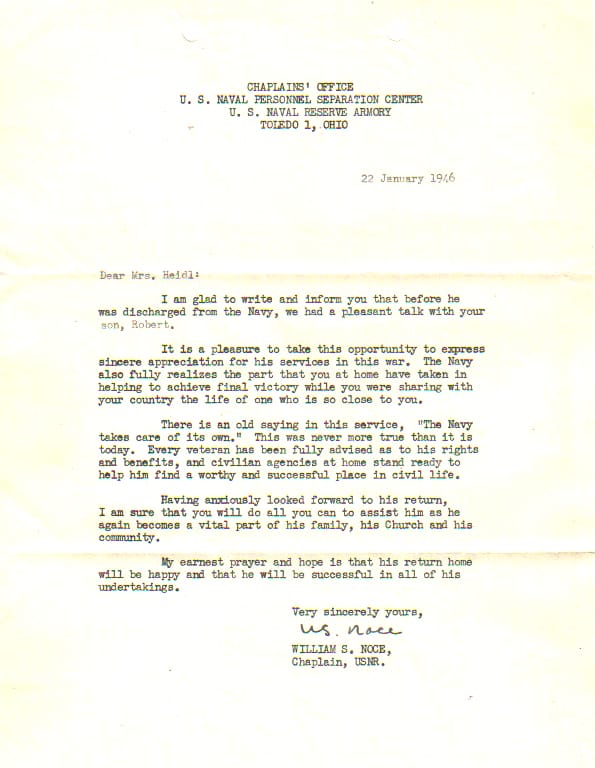 CHAPLAINS' OFFICE
U. S. NAVAL PERSONNEL SEPARATION CENTER
U. S. NAVAL RESERVE ARMORY
TOLEDO 1, OHIO
22 January 1946
Dear Mrs. Heidl:
I am glad to write and inform you that before he
was discharged from the Navy, we had a pleasant talk with your
son, Robert.
It is a pleasure to take this opportunity to express
sincere appreciation for his services in this war. The Navy
also fully realizes the part that you at home have taken in
helping to achieve final victory while you were sharing with
your country the life of one who is so close to you.
There is an old saying in this service, "The Navy
takes care of its own." This was never more true than it is
today. Every veteran has been fully advised as to his rights
and benefits, and civilian agencies at home stand ready to
help him find a worthy and successful place in civil life.
Having anxiously looked forward to his return,
I am sure that you will do all you can to assist him as he
again becomes a vital part of his family, his Church and his
community.
My earnest prayer and hope is that his return home
will be happy and that he will be successful in all of his
undertakings.
Very sincerely yours,
W.S. Noce
WILLIAM S. NOCE,
Chaplain, USNR.